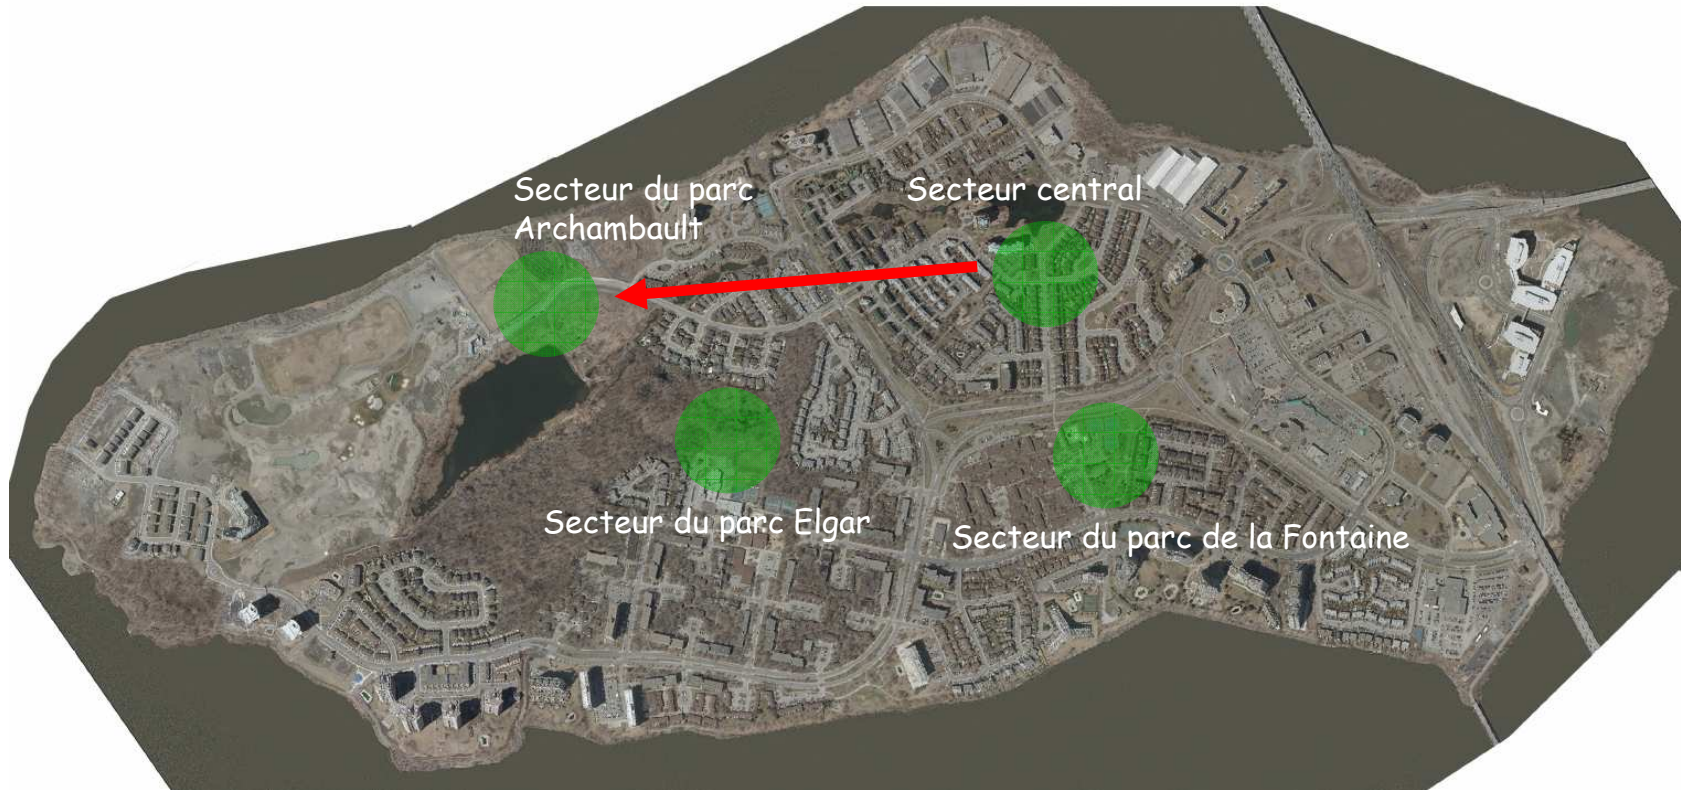 Secteur du parc
Archambault
Secteur central
Secteur du parc Elgar
Secteur du parc de la Fontaine